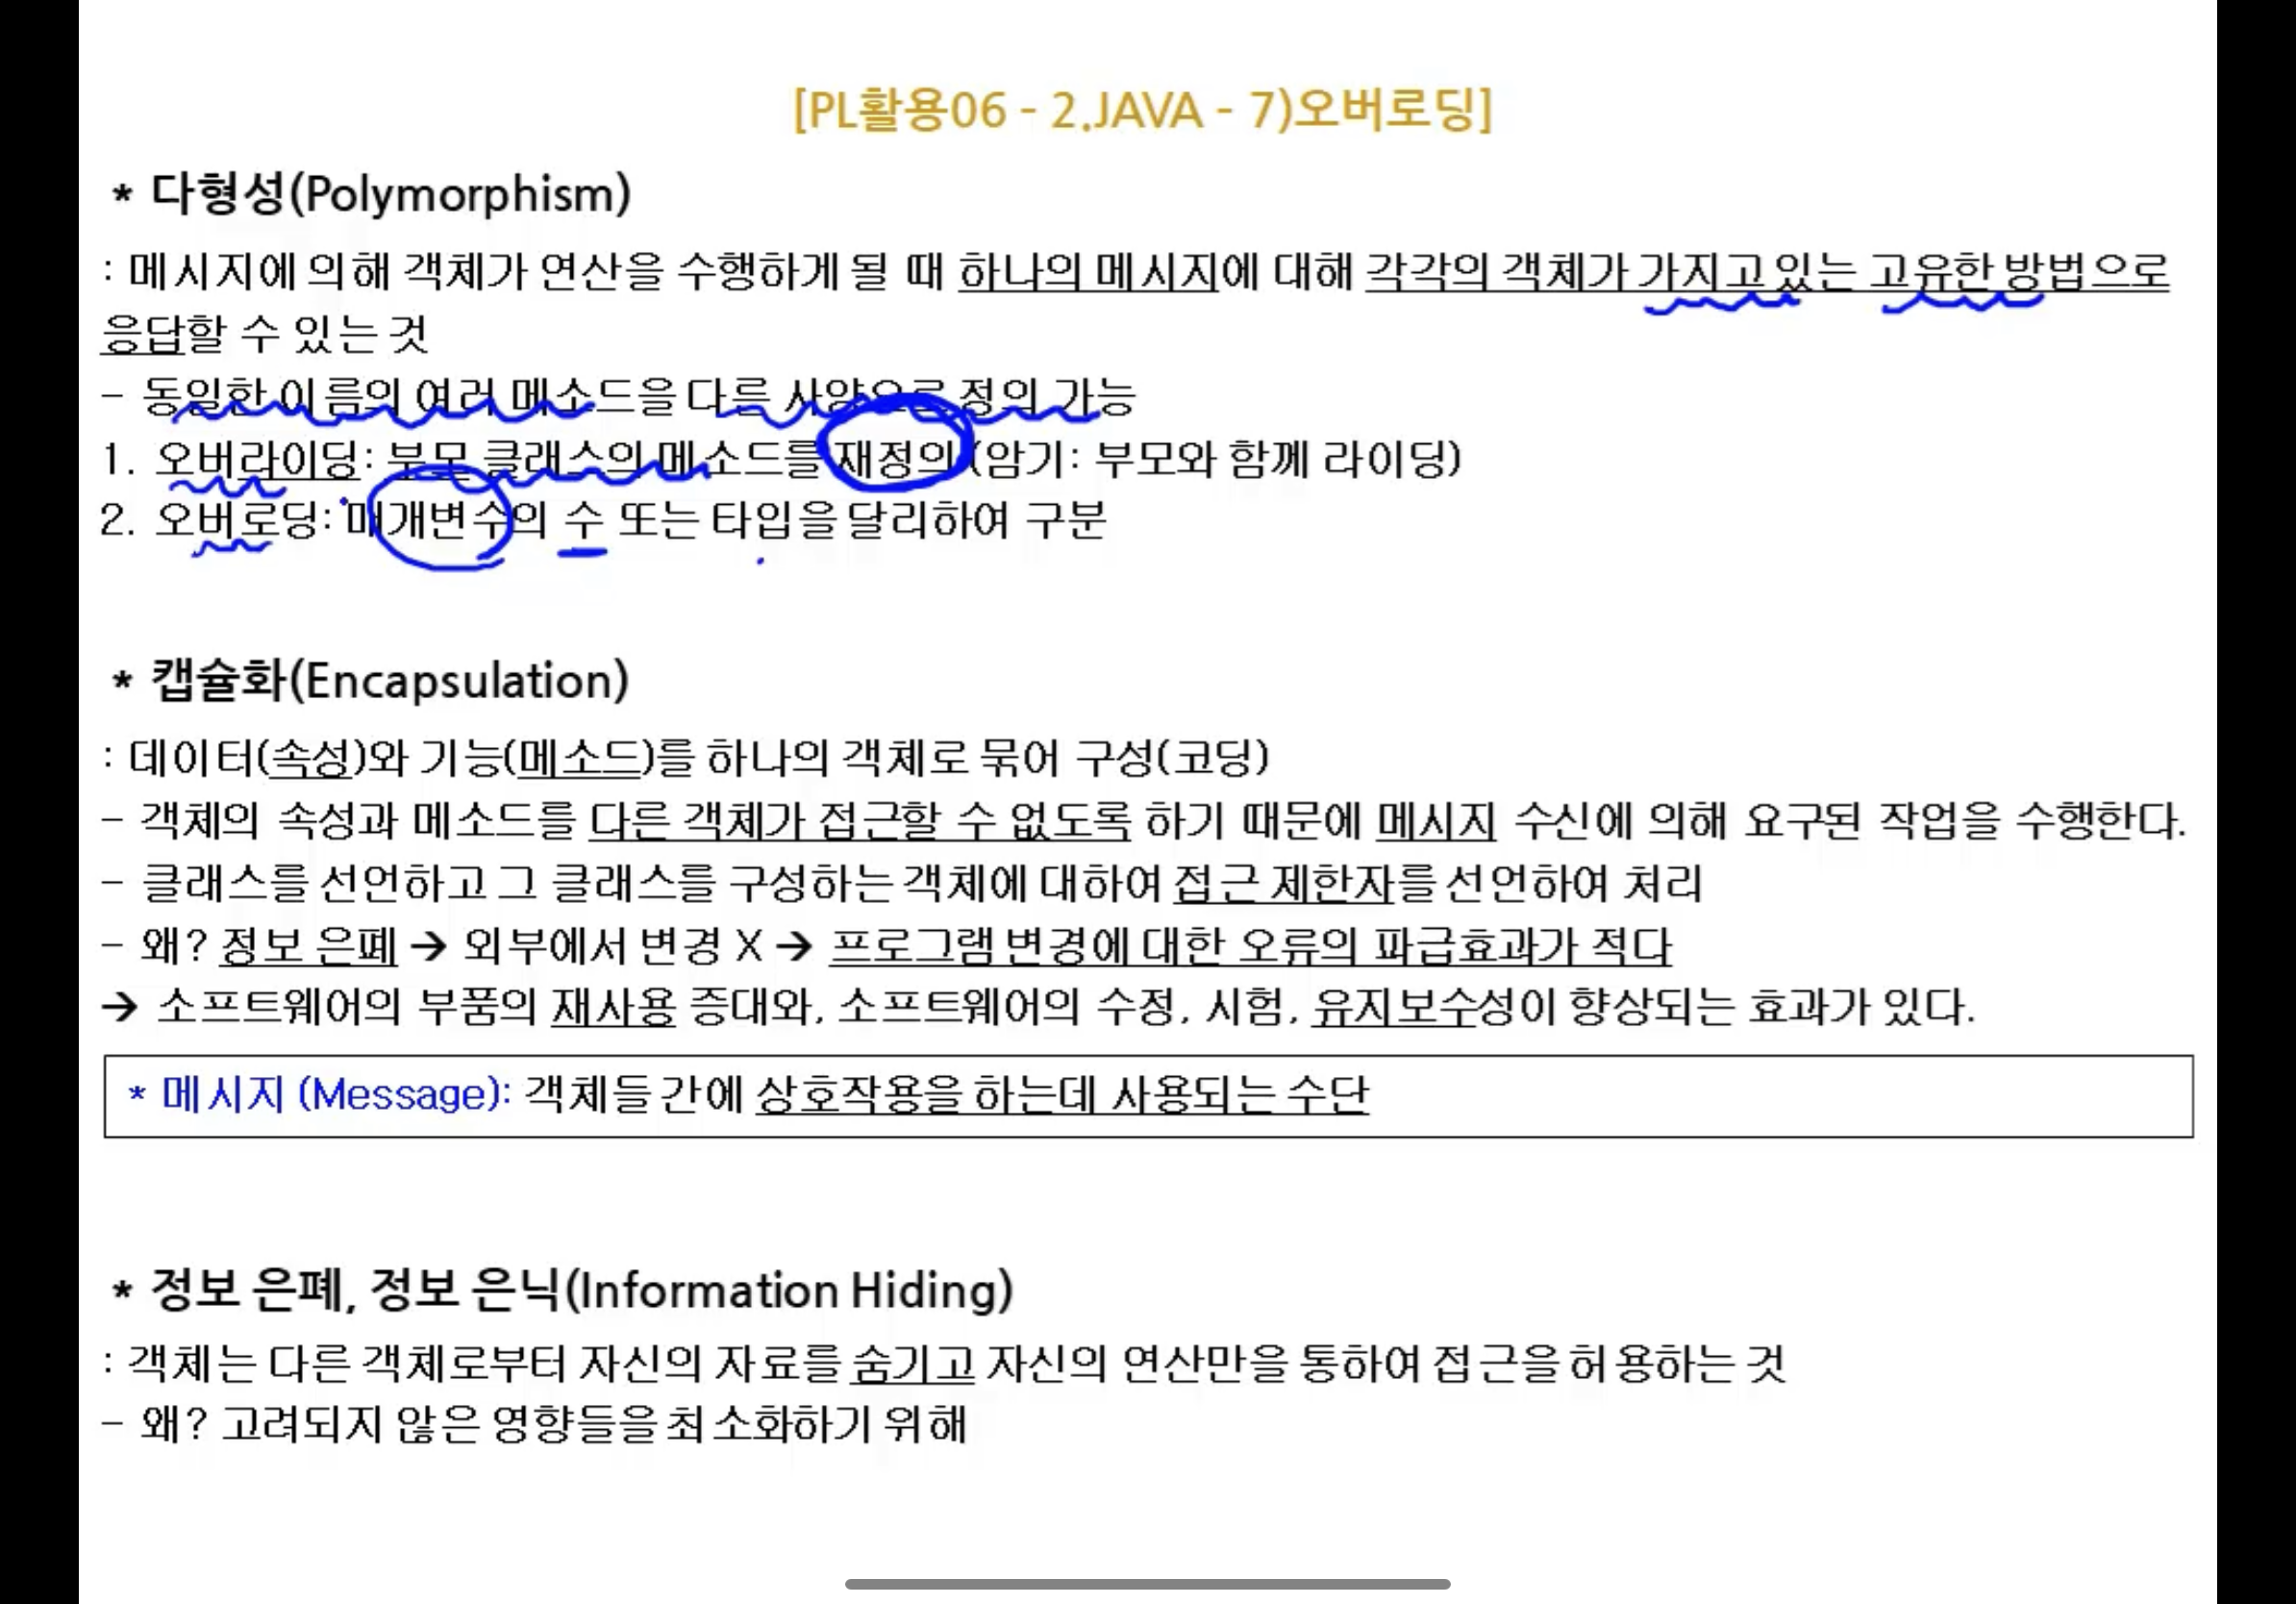 [PL활용06 - 2.JAVA - 7)오버로딩]
* 다형성(Polymorphism)
: 메시지에 의해 객체가 연산을 수행하게 될 때 하나의 메시지에 대해 각각의 객체가 가지고 있는 고유한 방법으로
응답할 수 있는 것
- 동일한 이름의 여러 메소드을 다른 사양으로 정의 가능
1. 오버라이딩: 부모 클래스의 메소드를 재정의 (암기: 부모와 함께 라이딩)
2. 오버로딩: 매개변수의 수 또는 타입을 달리하여 구분
* 캡슐화(Encapsulation)
: 데이터(속성)와 기능(메소드)를 하나의 객체로 묶어 구성(코딩)
- 객체의 속성과 메소드를 다른 객체가 접근할 수 없도록 하기 때문에 메시지 수신에 의해 요구된 작업을 수행한다.
- 클래스를 선언하고 그 클래스를 구성하는 객체에 대하여 접근 제한자를 선언하여 처리
- 왜? 정보 은폐 → 외부에서 변경 X → 프로그램 변경에 대한 오류의 파급효과가 적다
→ 소프트웨어의 부품의 재사용 증대와, 소프트웨어의 수정, 시험, 유지보수성이 향상되는 효과가 있다.
* 메시지 (Message): 객체들 간에 상호작용을 하는데 사용되는 수단
* 정보 은폐, 정보 은닉(Information Hiding)
: 객체는 다른 객체로부터 자신의 자료를 숨기고 자신의 연산만을 통하여 접근을 허용하는 것
- 왜? 고려되지 않은 영향들을 최소화하기 위해